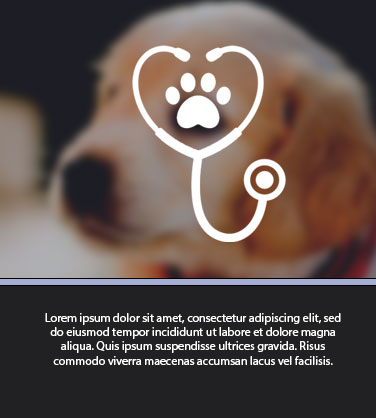 Lorem ipsum dolor sit amet, consectetur adipiscing elit, sed
do eiusmod tempor incididunt ut labore et dolore magna
aliqua. Quis ipsum suspendisse ultrices gravida. Risus
commodo viverra maecenas accumsan lacus vel facilisis.